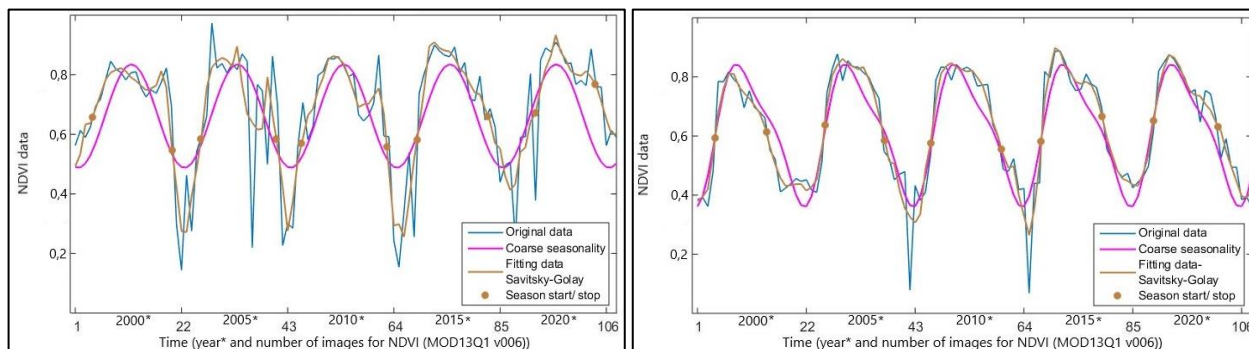 0,8
0,6
0,4
0,2
NDVI data
Original data
Coarse seasonality
Fitting data
Savitsky-Golay
Season start/ stop
1 2000* 22 2005* 43 2010* 64 2015* 85 2020* 106
Time (year* and number of images for NDVI (MOD13Q1 v006))
0,8
0,6
0,4
0,2
NDVI data
Original data
Coarse seasonality
Fitting data-
Savitsky-Golay
Season start/ stop
1 2000* 22 2005* 43 2010* 64 2015* 85 2020* 106
Time (year* and number of images for NDVI (MOD13Q1 v006))